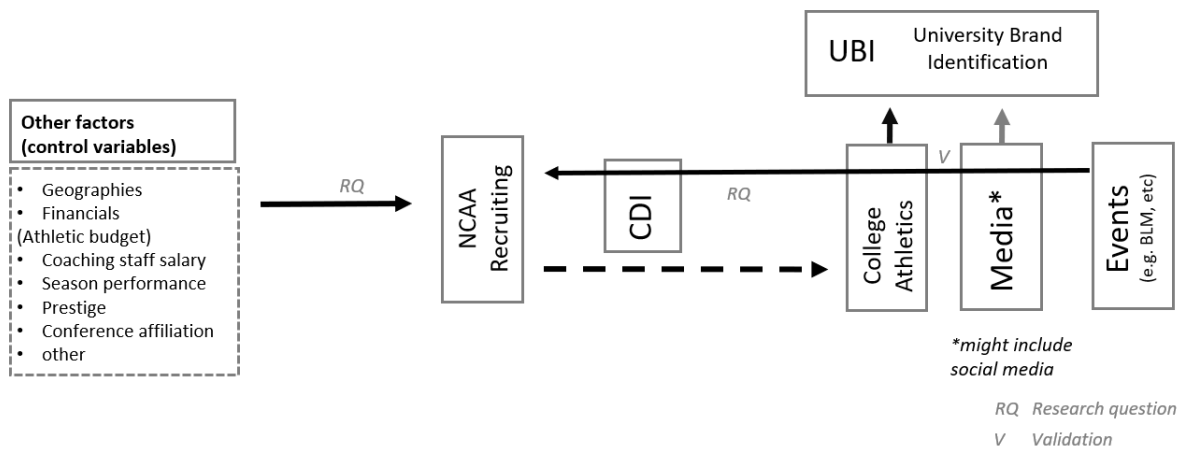 UBI
University Brand
Identification
Other factors
(control variables)
• Geographies
• Financials
(Athletic budget)
• Coaching staff salary
• Season performance
• Prestige
• Conference affiliation
• other
RQ
NCAA
Recruiting
CDI
RQ
College
Athletics
V
Media*
Events
(e.g. BLM, etc)
*might include
social media
RQ Research question
V Validation